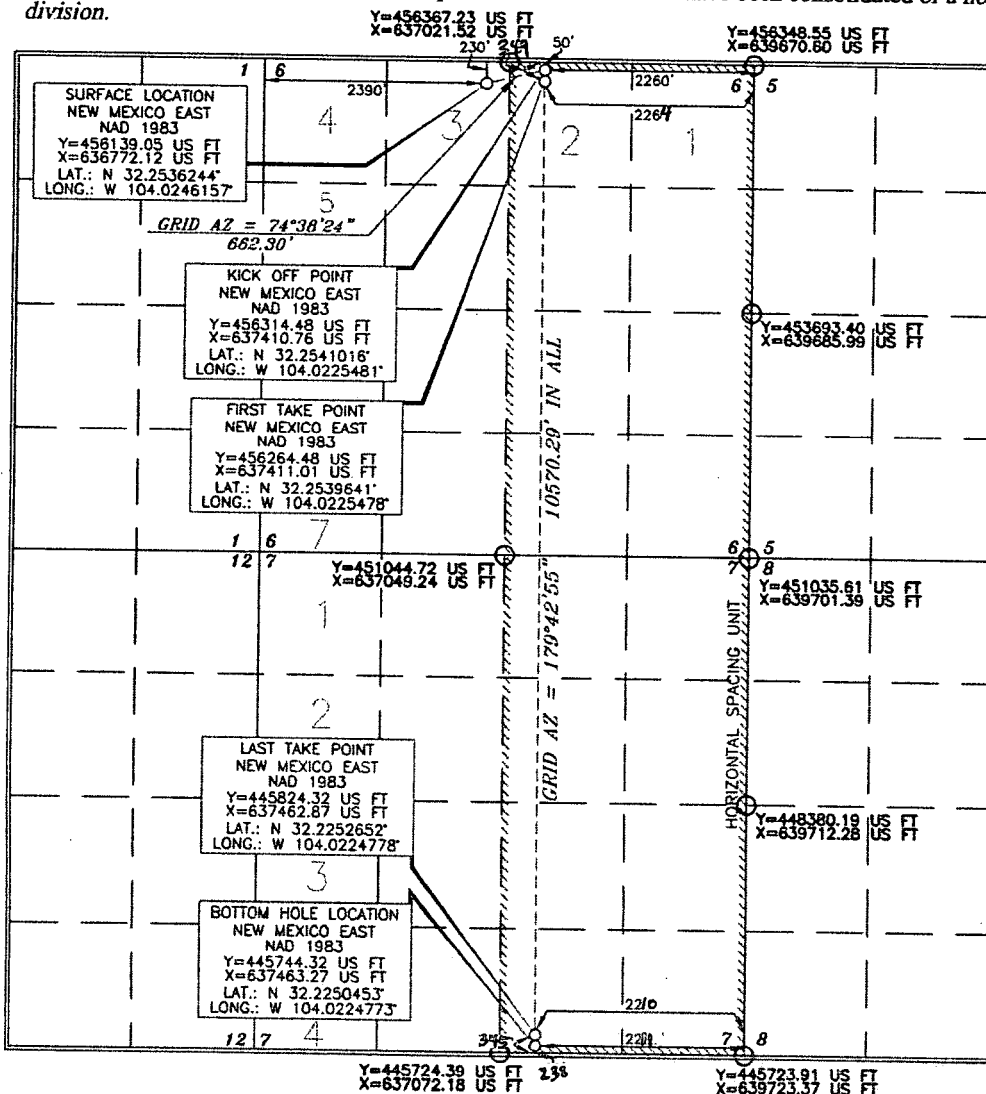 division.
Y=456367.23 US FT
X=637021.52 US FT
Y=456348.55 US FT
X=639670.60 US FT
230'
50'
1 6
2390'
2260'
6 5
2264
4
3
2
1
SURFACE LOCATION
NEW MEXICO EAST
NAD 1983
Y=456139.05 US FT
X=636772.12 US FT
LAT.: N 32.2536244°
LONG.: W 104.0246157°
5
GRID AZ = 74°38'24"
662.30'
KICK OFF POINT
NEW MEXICO EAST
NAD 1983
Y=456314.48 US FT
X=637410.76 US FT
LAT.: N 32.2541016°
LONG.: W 104.0225481°
Y=453693.40 US FT
X=639685.99 US FT
FIRST TAKE POINT
NEW MEXICO EAST
NAD 1983
Y=456264.48 US FT
X=637411.01 US FT
LAT.: N 32.2539641°
LONG.: W 104.0225478°
GRID AZ = 179°42'55" 10570.29' IN ALL
7
1 6
12 7
Y=451044.72 US FT
X=637049.24 US FT
6 5
7 8
Y=451035.61 US FT
X=639701.39 US FT
1
HORIZONTAL SPACING UNIT
2
LAST TAKE POINT
NEW MEXICO EAST
NAD 1983
Y=445824.32 US FT
X=637462.87 US FT
LAT.: N 32.2252652°
LONG.: W 104.0224778°
Y=448380.19 US FT
X=639712.28 US FT
3
BOTTOM HOLE LOCATION
NEW MEXICO EAST
NAD 1983
Y=445744.32 US FT
X=637463.27 US FT
LAT.: N 32.2250453°
LONG.: W 104.0224773°
4
2210
12 7
7 8
238
Y=445724.39 US FT
X=637072.18 US FT
Y=445723.91 US FT
X=639723.37 US FT